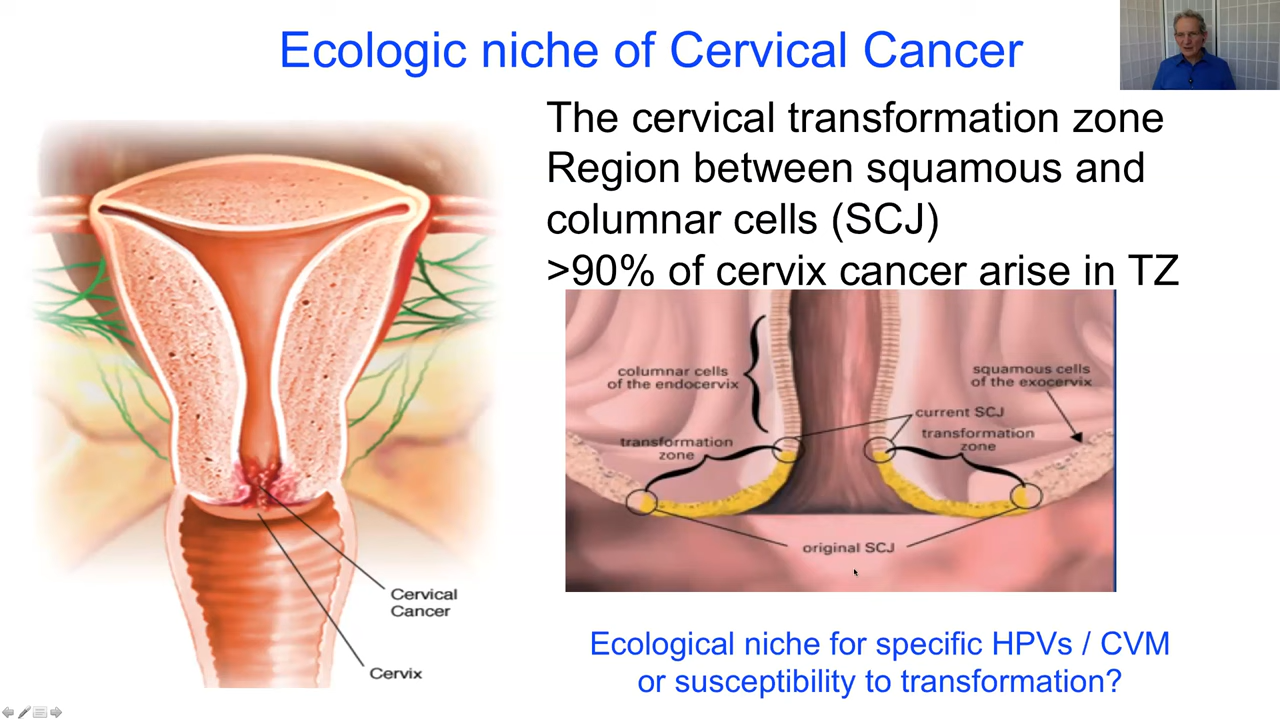 Ecologic niche of Cervical Cancer
The cervical transformation zone
Region between squamous and
columnar cells (SCJ)
>90% of cervix cancer arise in TZ
columnar cells
of the endocervix
squamous cells
of the exocervix
current SCJ
transformation
zone
transformation
zone
original SCJ
Cervical
Cancer
Cervix
Ecological niche for specific HPVs / CVM
or susceptibility to transformation?